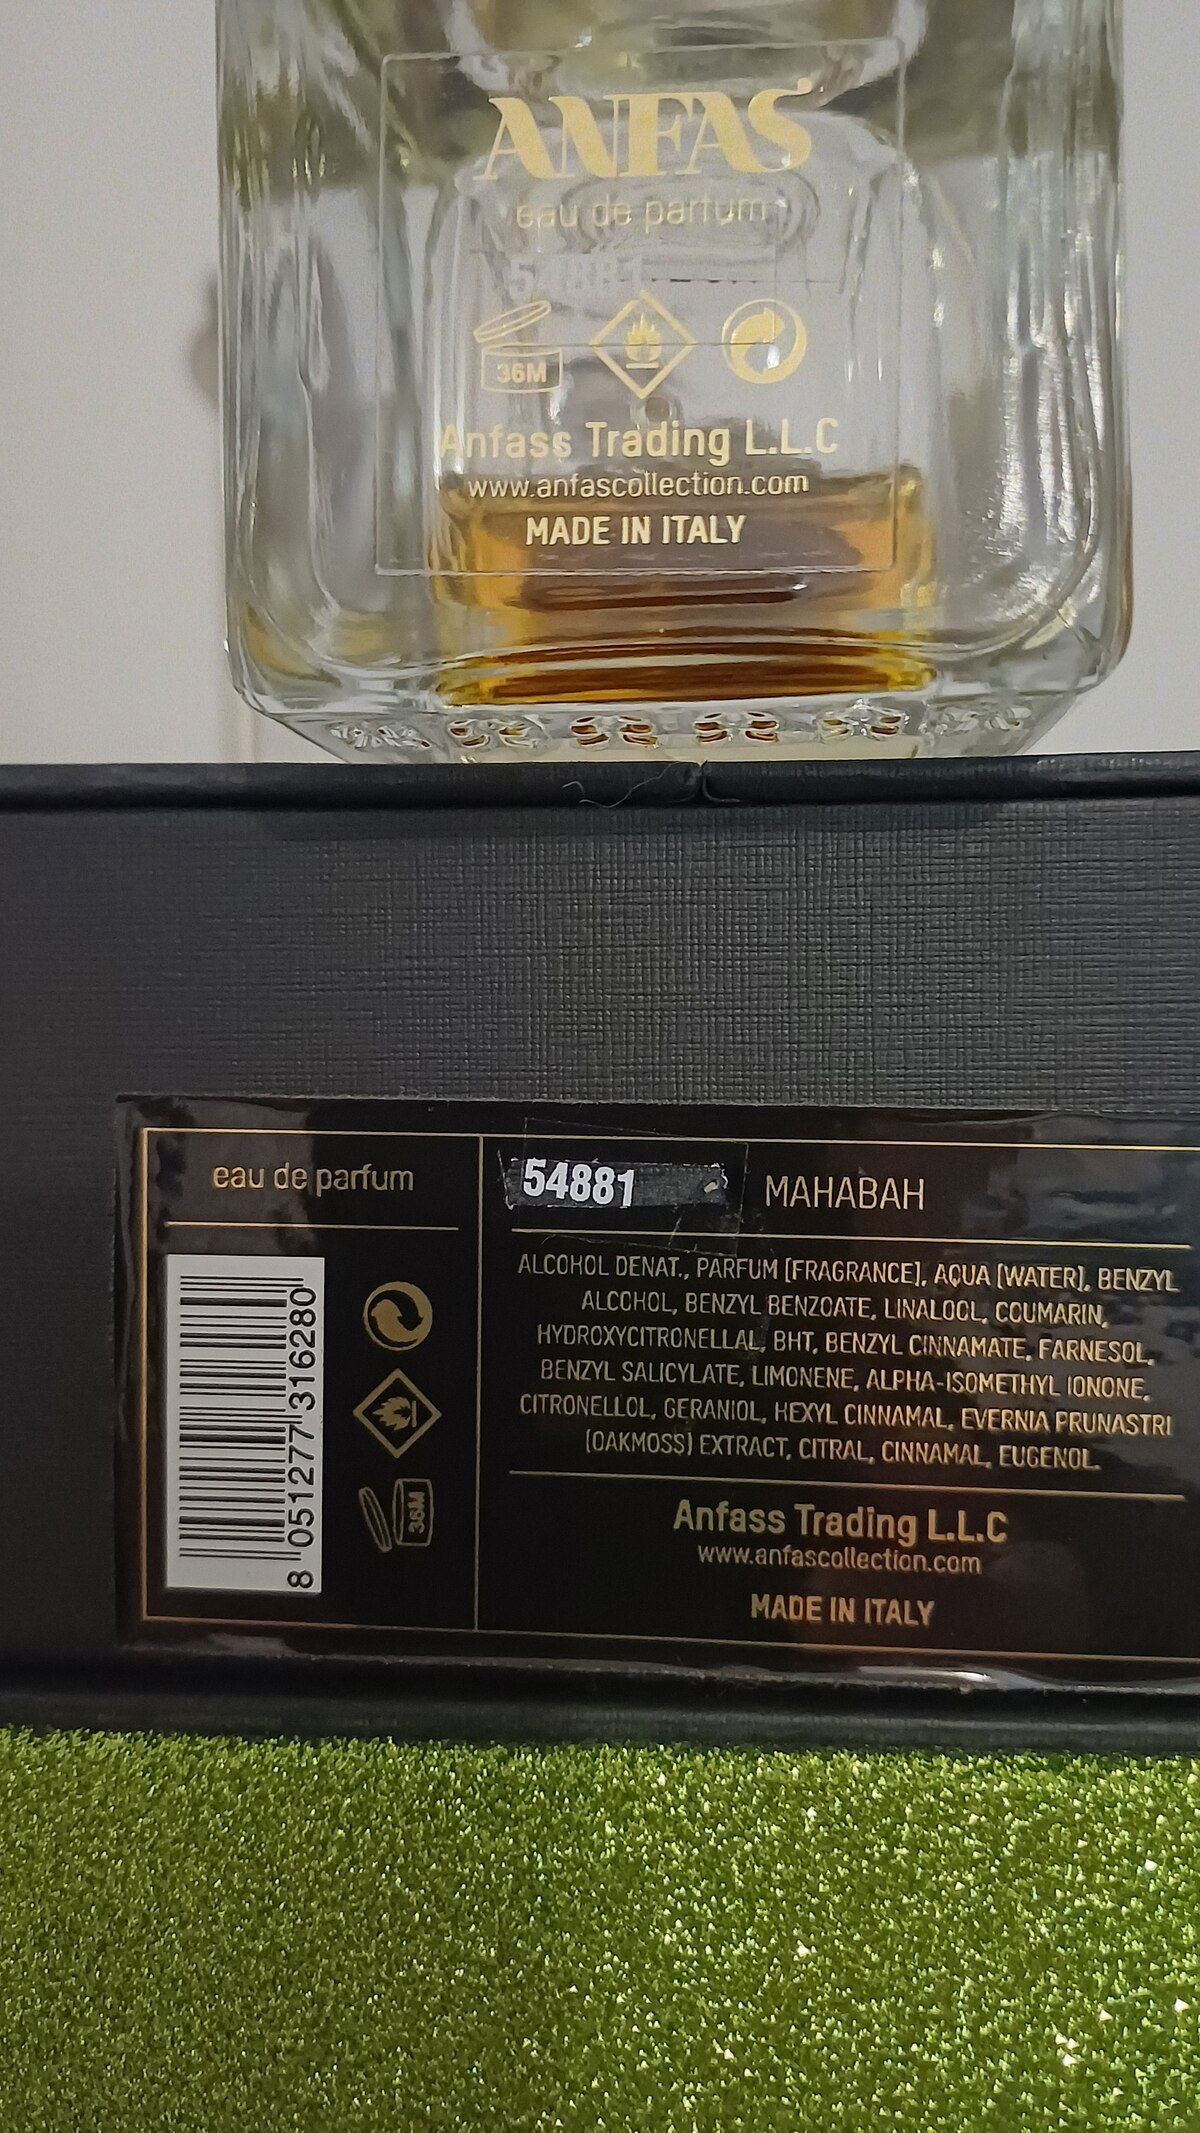 ANFAS
eau de parfum
54881
36M
Anfass Trading L.L.C
www.anfascollection.com
MADE IN ITALY
eau de parfum
8 051277 316280
36M
54881
MAHABAH
ALCOHOL DENAT., PARFUM (FRAGRANCE), AQUA (WATER), BENZYL
ALCOHOL, BENZYL BENZOATE, LINALOOL, COUMARIN,
HYDROXYCITRONELLAL, BHT, BENZYL CINNAMATE, FARNESOL,
BENZYL SALICYLATE, LIMONENE, ALPHA-ISOMETHYL IONONE,
CITRONELLOL, GERANIOL, HEXYL CINNAMAL, EVERNIA PRUNASTRI
(OAKMOSS) EXTRACT, CITRAL, CINNAMAL, EUGENOL.
Anfass Trading L.L.C
www.anfascollection.com
MADE IN ITALY